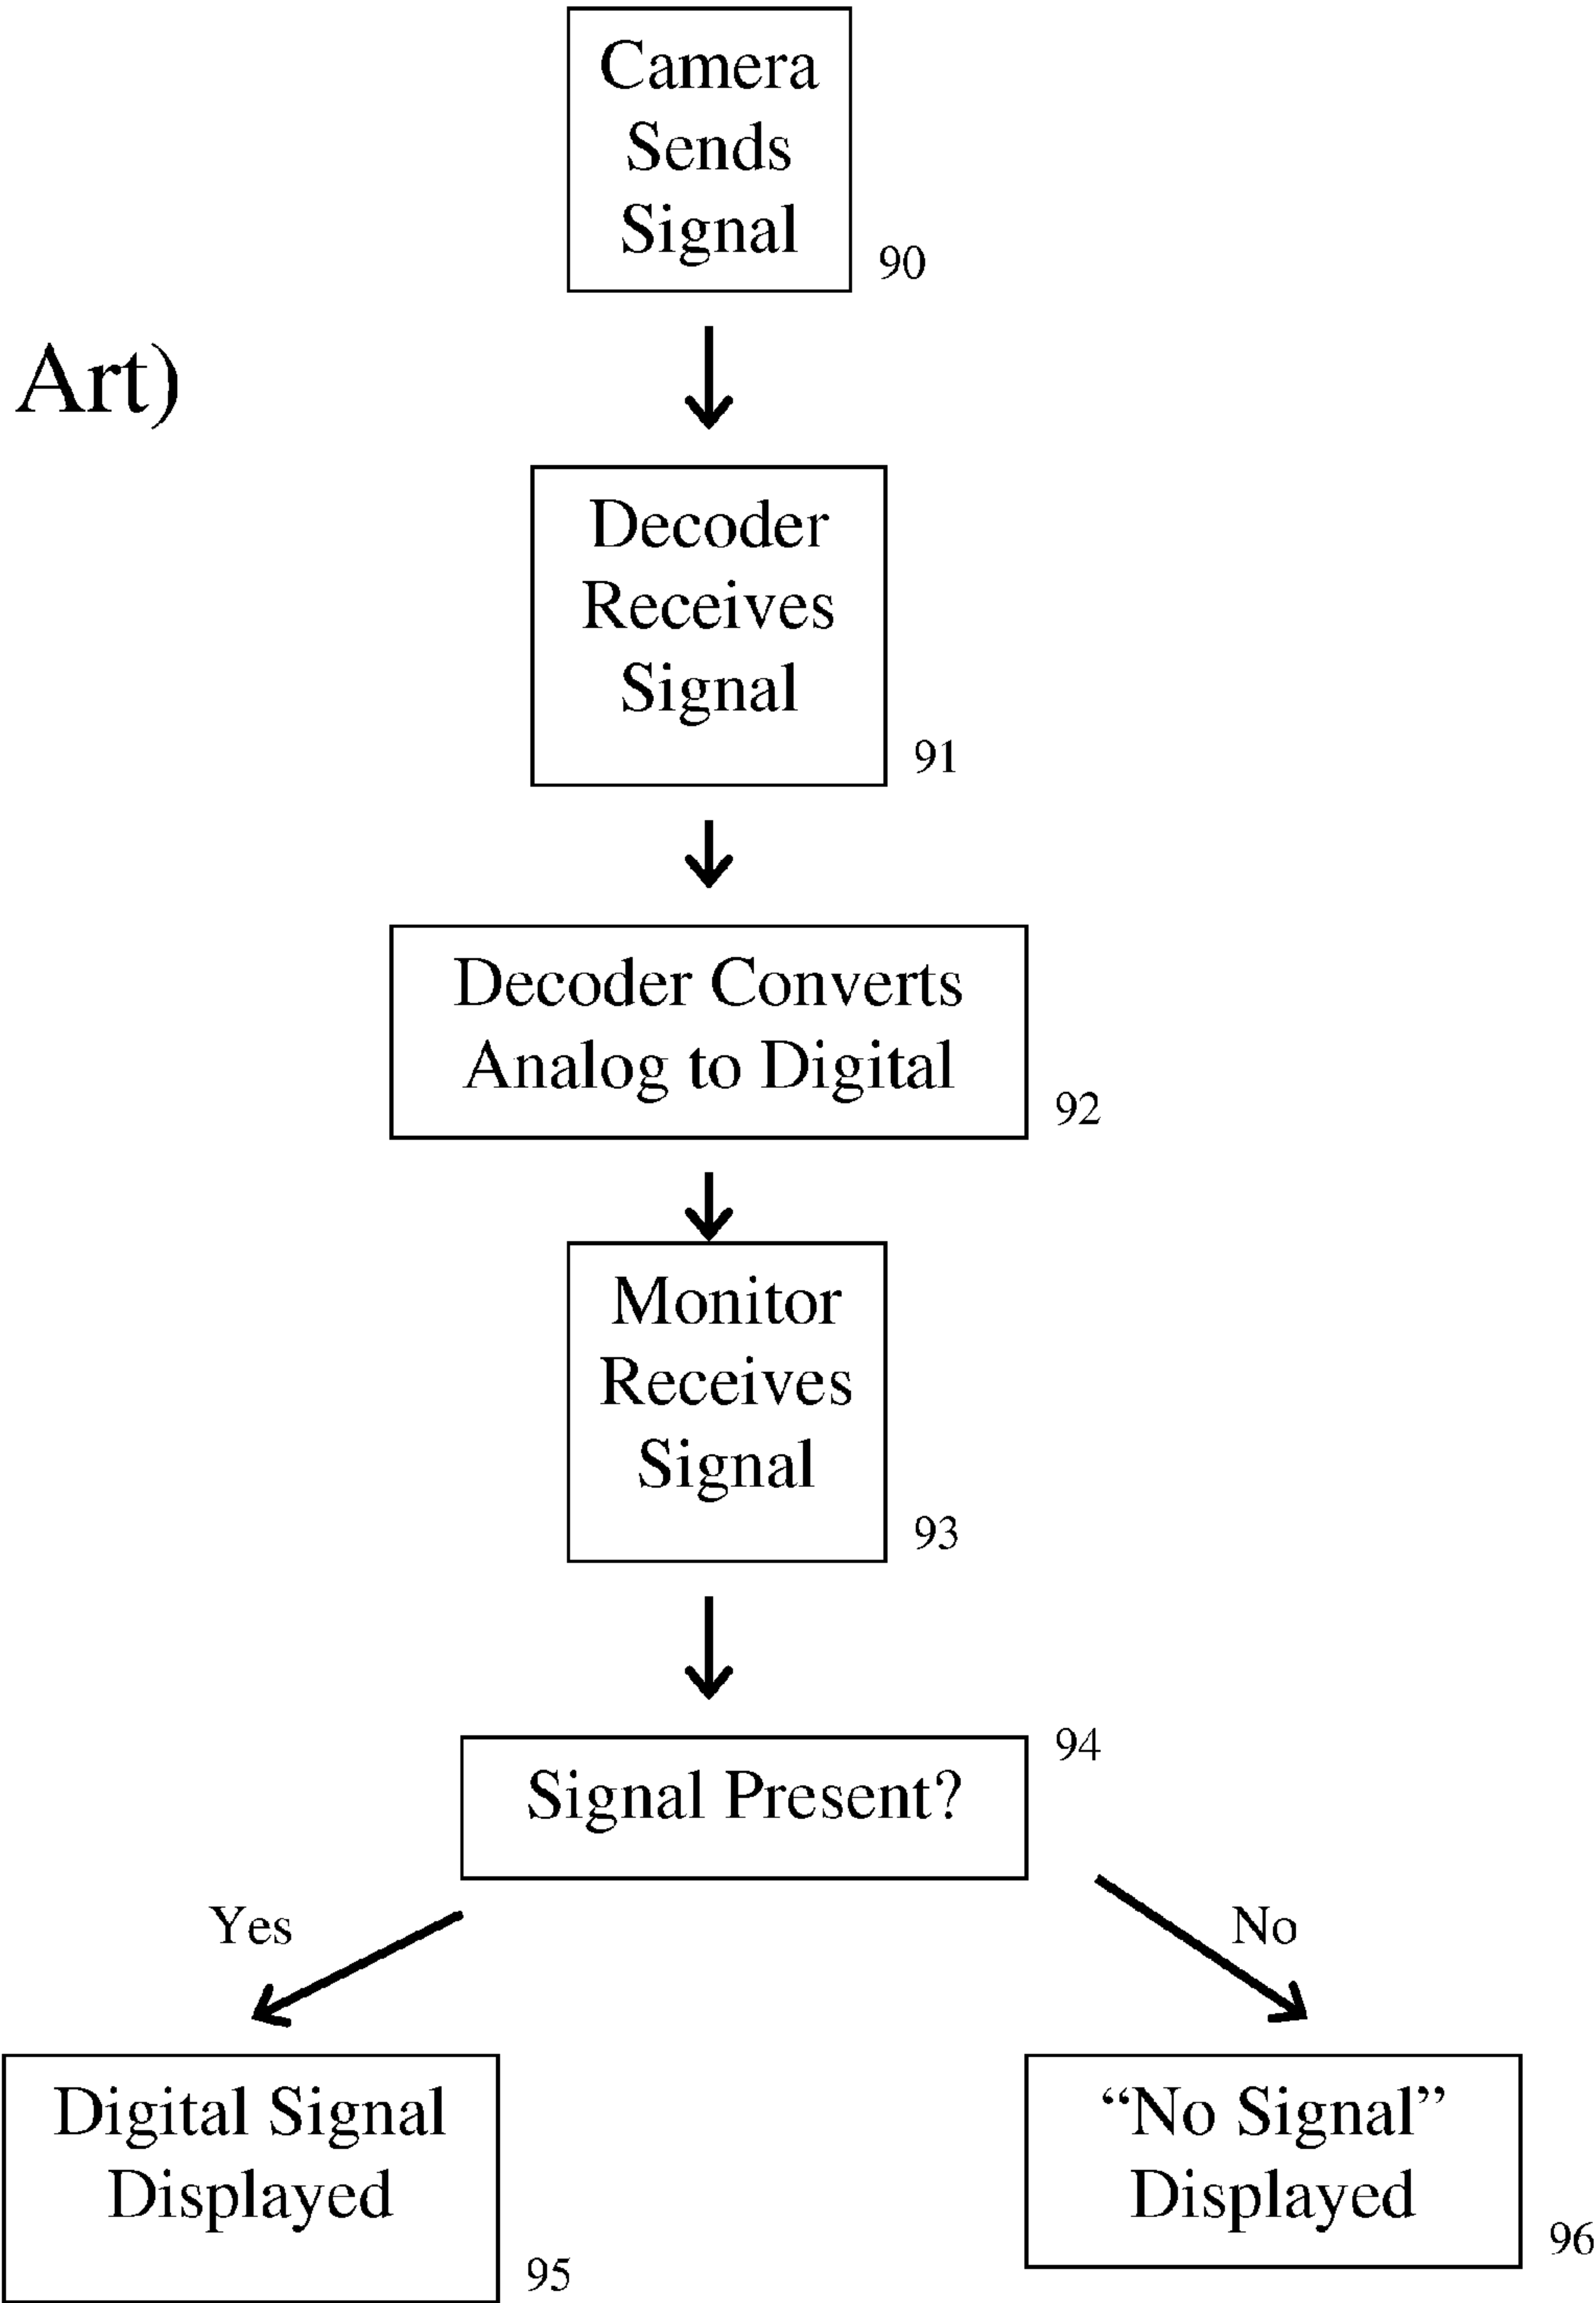 Camera
Sends
Signal
90
Art)
Decoder
Receives
Signal
91
Decoder Converts
Analog to Digital
92
Monitor
Receives
Signal
93
94
Signal Present?
Yes
No
Digital Signal
Displayed
95
“No Signal”
Displayed
96